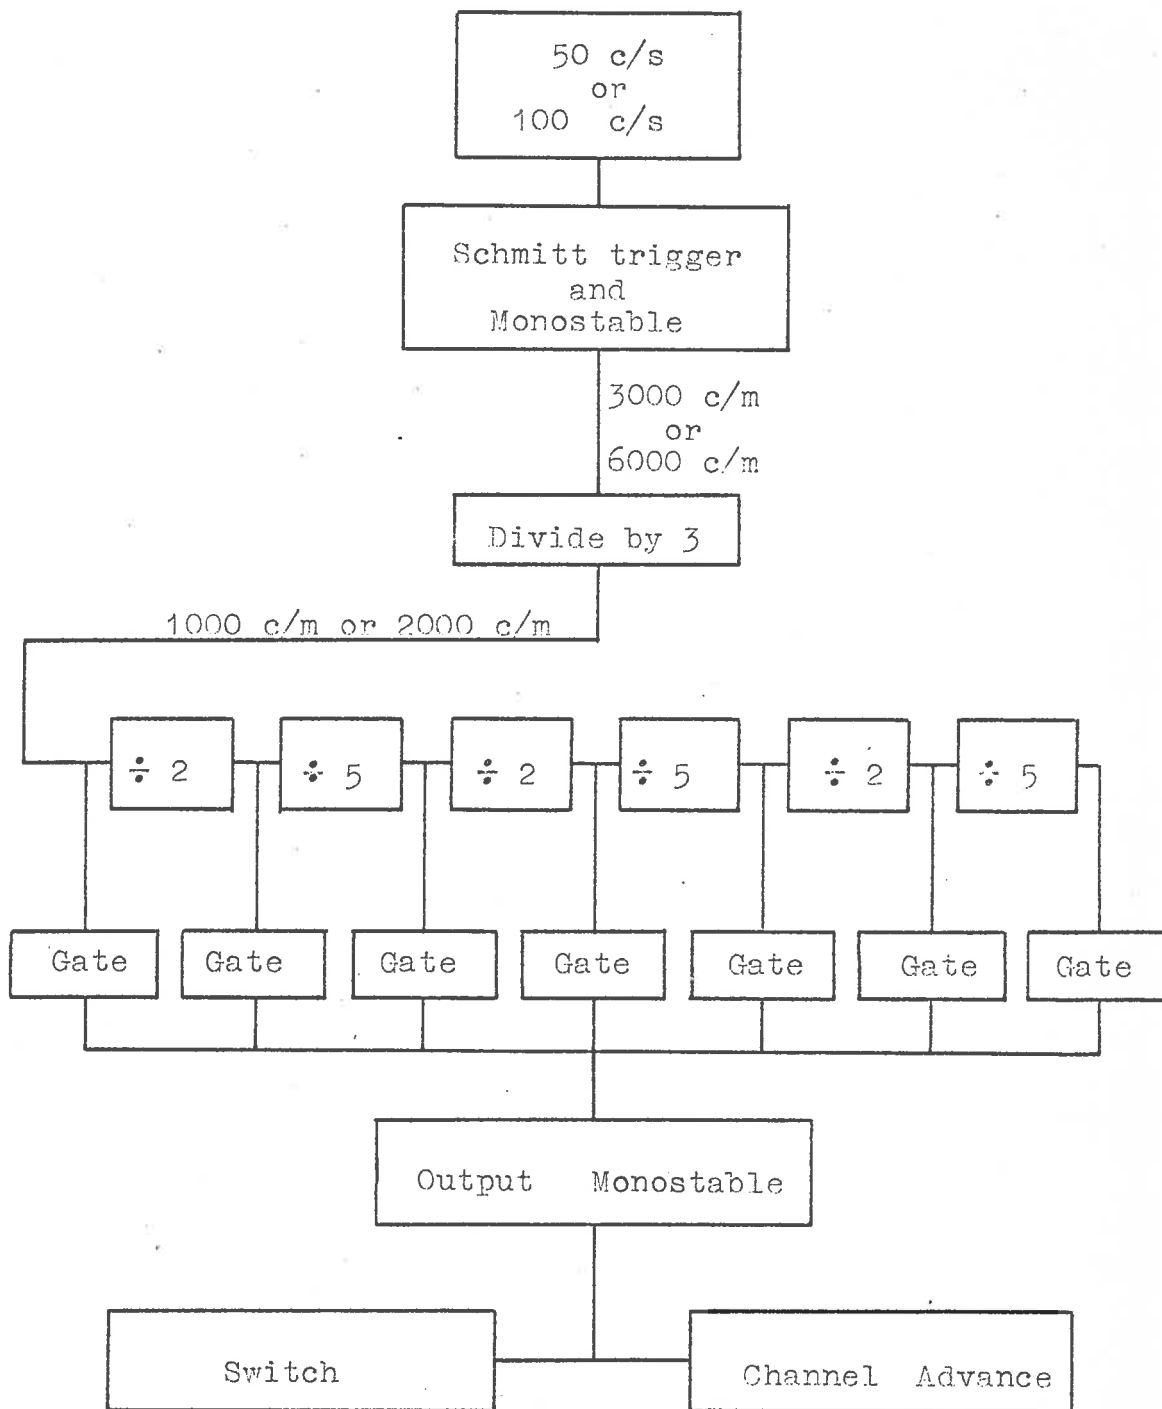 50 c/s
or
100 c/s
Schmitt trigger
and
Monostable
3000 c/m
or
6000 c/m
Divide by 3
1000 c/m or 2000 c/m
÷ 2
÷ 5
÷ 2
÷ 5
÷ 2
÷ 5
Gate
Gate
Gate
Gate
Gate
Gate
Gate
Output Monostable
Switch
Channel Advance